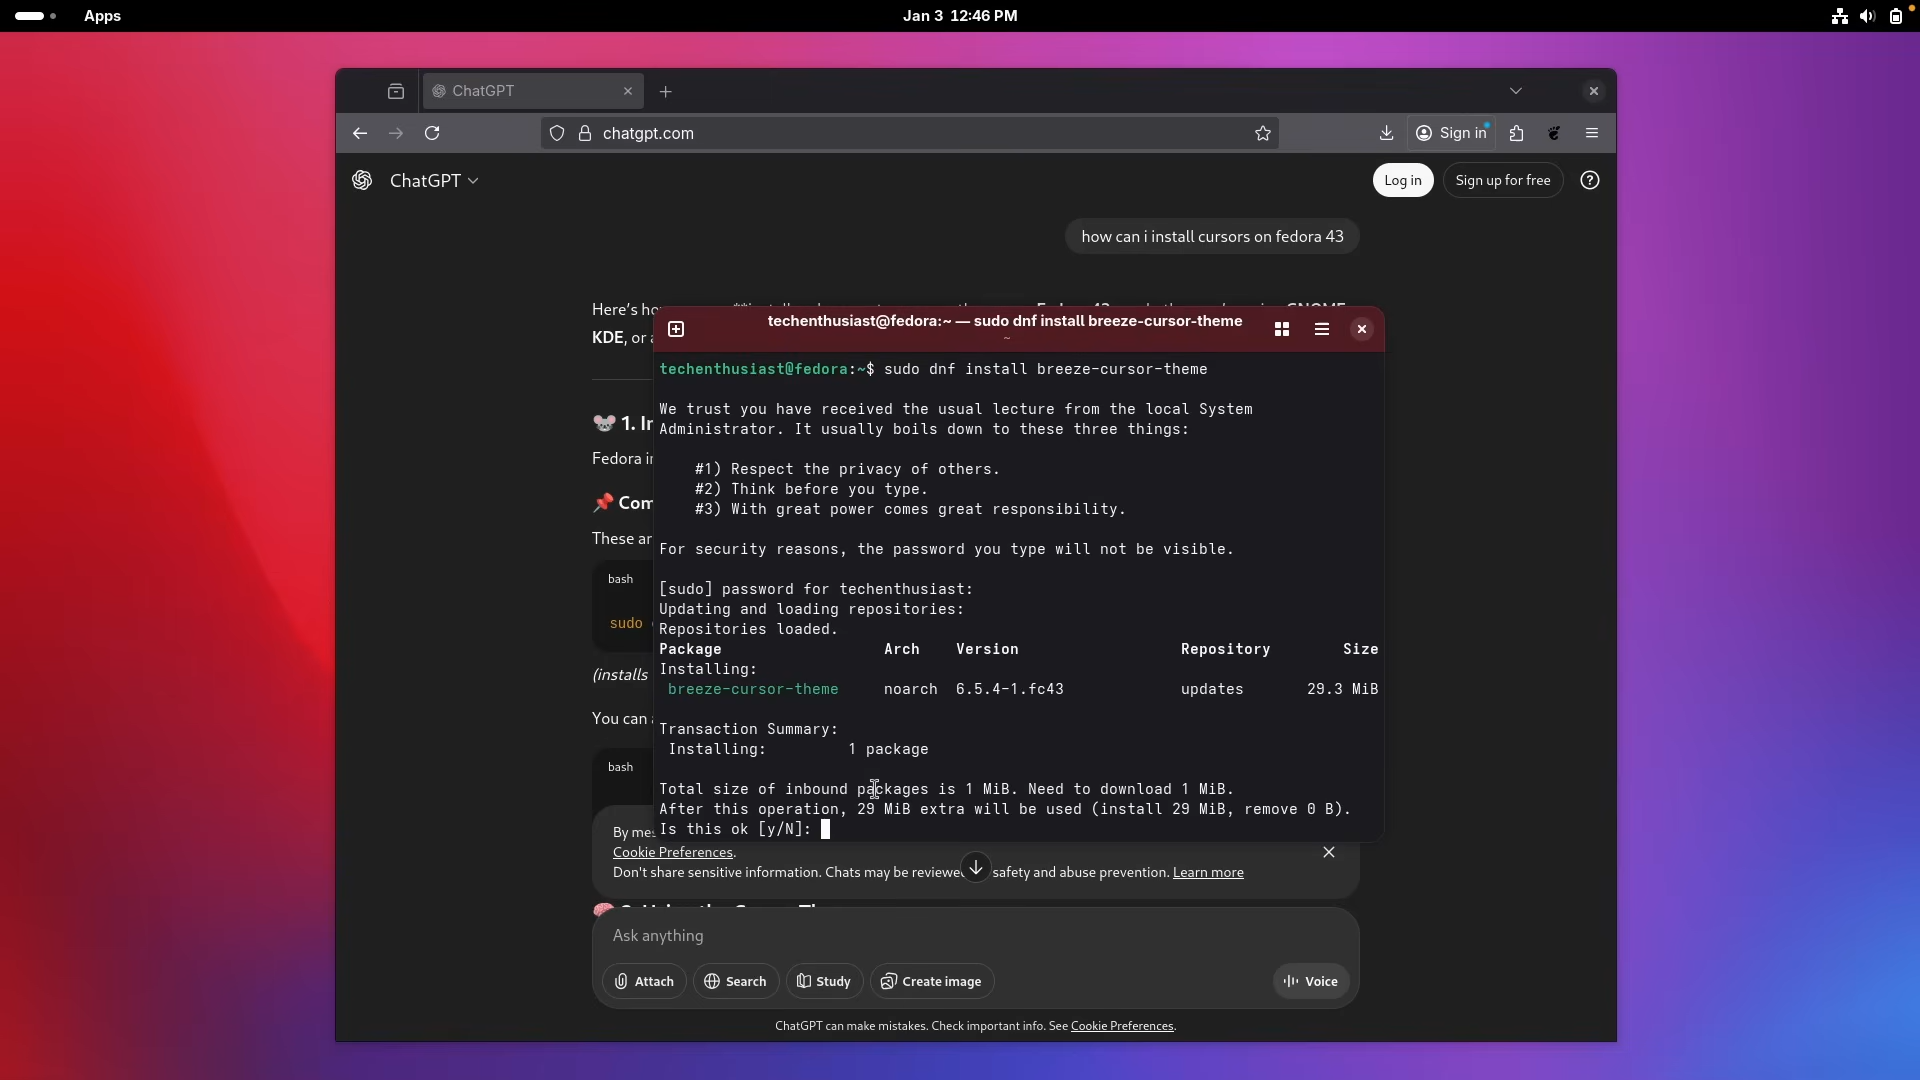 Apps
Jan 3 12:46 PM
ChatGPT
chatgpt.com
Sign in
ChatGPT
Log in
Sign up for free
how can i install cursors on fedora 43
Here's
KDE, or
🐭 1.
Fedora
📌
These
bash
sudo
(installs
You can
bash
techenthusiast@fedora:~ — sudo dnf install breeze-cursor-theme
~
techenthusiast@fedora:~$ sudo dnf install breeze-cursor-theme
We trust you have received the usual lecture from the local System
Administrator. It usually boils down to these three things:
#1) Respect the privacy of others.
#2) Think before you type.
#3) With great power comes great responsibility.
For security reasons, the password you type will not be visible.
[sudo] password for techenthusiast:
Updating and loading repositories:
Repositories loaded.
Package Arch Version Repository Size
Installing:
breeze-cursor-theme noarch 6.5.4-1.fc43 updates 29.3 MiB
Transaction Summary:
Installing: 1 package
Total size of inbound packages is 1 MiB. Need to download 1 MiB.
After this operation, 29 MiB extra will be used (install 29 MiB, remove 0 B).
Is this ok [y/N]:
By
Cookie Preferences.
Don't share sensitive information. Chats may be reviewed safety and abuse prevention. Learn more
Ask anything
Attach
Search
Study
Create image
Voice
ChatGPT can make mistakes. Check important info. See Cookie Preferences.